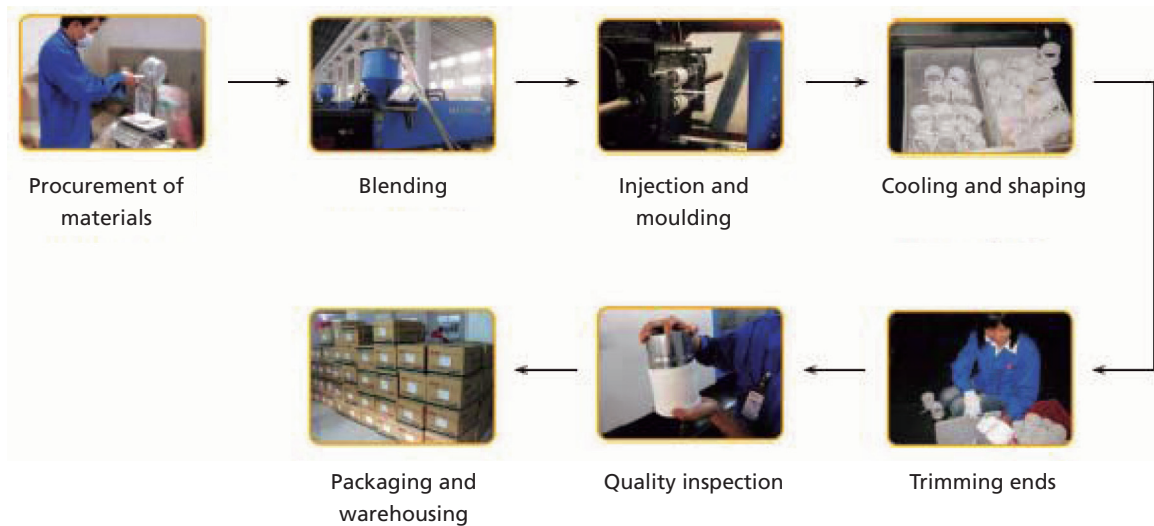 Procurement of
materials
Blending
Injection and
moulding
Cooling and shaping
Packaging and
warehousing
Quality inspection
Trimming ends